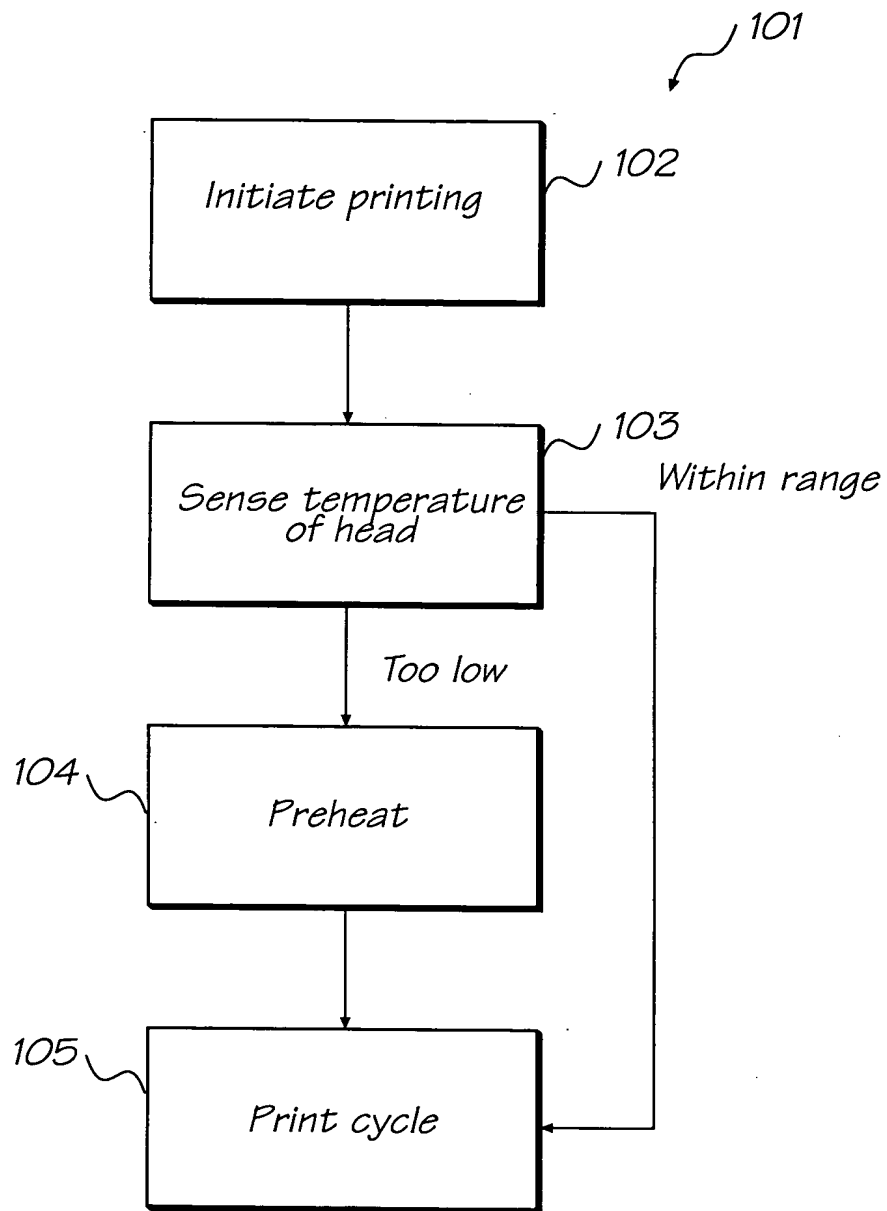 101
Initiate printing
102
Sense temperature
of head
103
Within range
Too low
104
Preheat
105
Print cycle